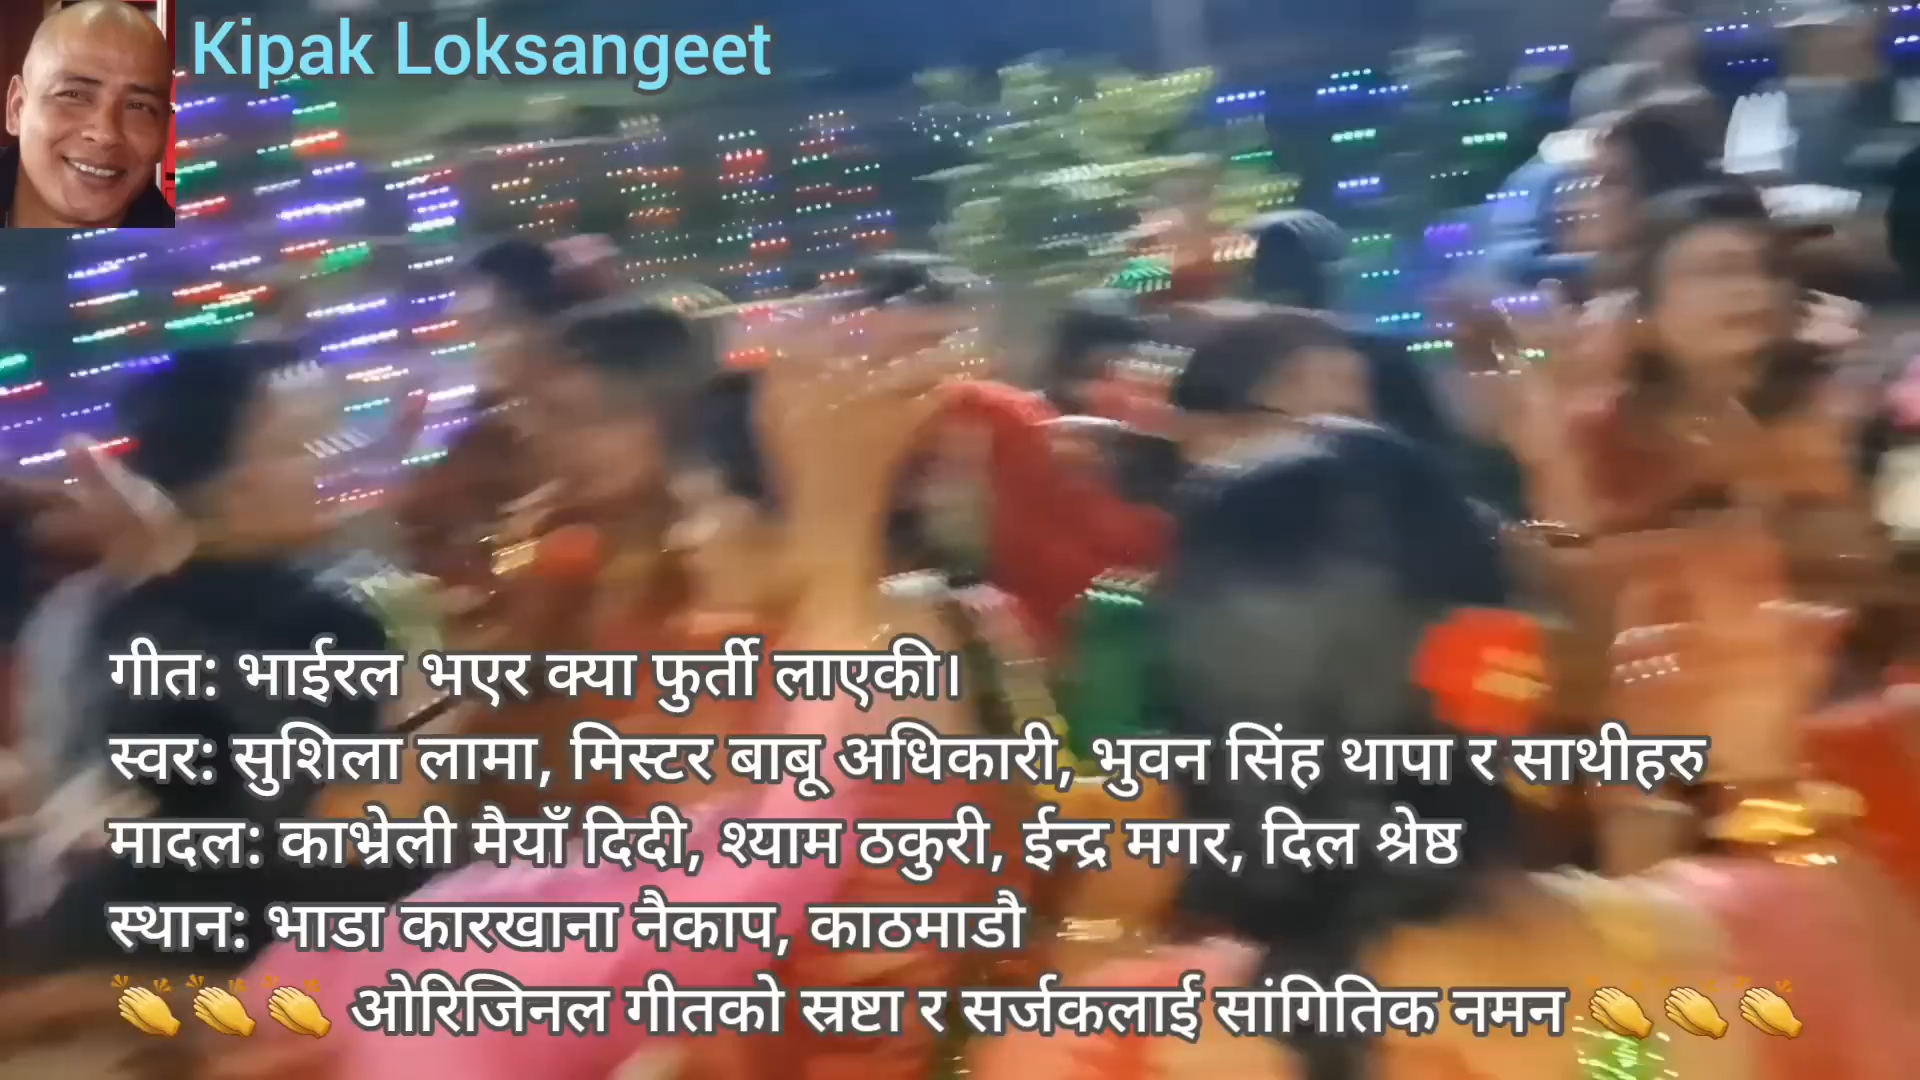 Kipak Loksangeet
गीत: भाईरल भएर क्या फुर्ती लाएकी।
स्वर: सुशिला लामा, मिस्टर बाबू अधिकारी, भुवन सिंह थापा र साथीहरु
मादल: काभ्रेली मैयाँ दिदी, श्याम ठकुरी, ईन्द्र मगर, दिल श्रेष्ठ
स्थान: भाडा कारखाना नैकाप, काठमाडौ
👏👏👏 ओरिजिनल गीतको स्रष्टा र सर्जकलाई सांगितिक नमन 👏👏👏